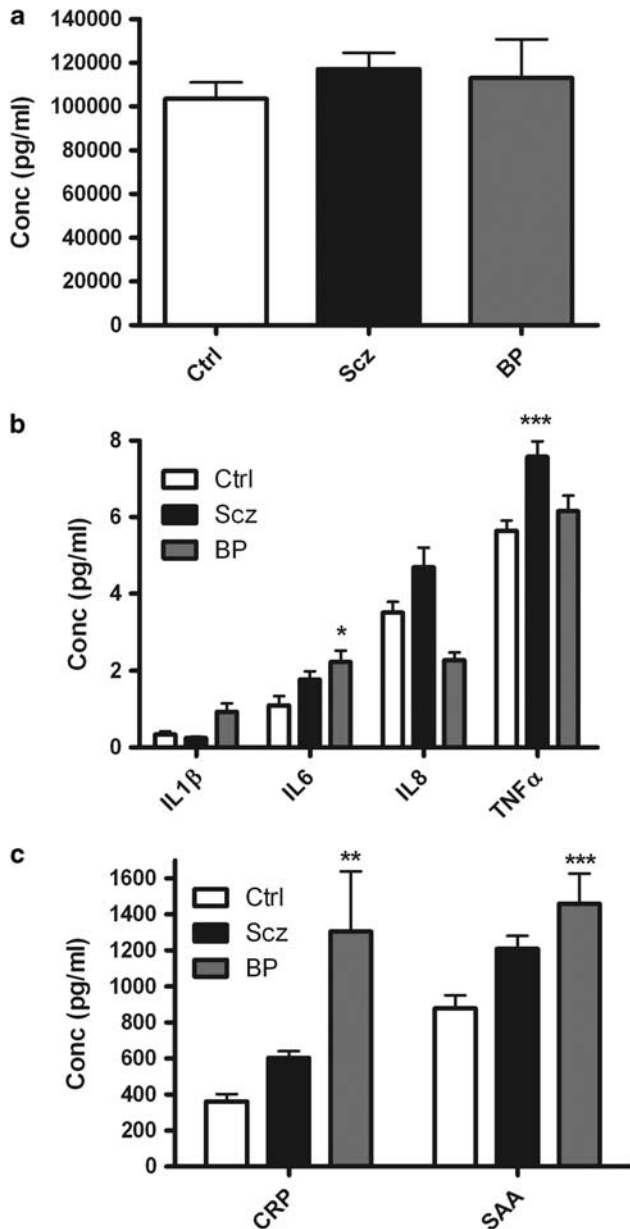 a
140000
120000
100000
80000
60000
40000
20000
0
Conc (pg/ml)
Ctrl
Scz
BP
b
8
6
4
2
0
Conc (pg/ml)
Ctrl
Scz
BP
*
***
IL1β
IL6
IL8
TNFα
c
1600
1400
1200
1000
800
600
400
200
0
Conc (pg/ml)
Ctrl
Scz
BP
**
***
CRP
SAA